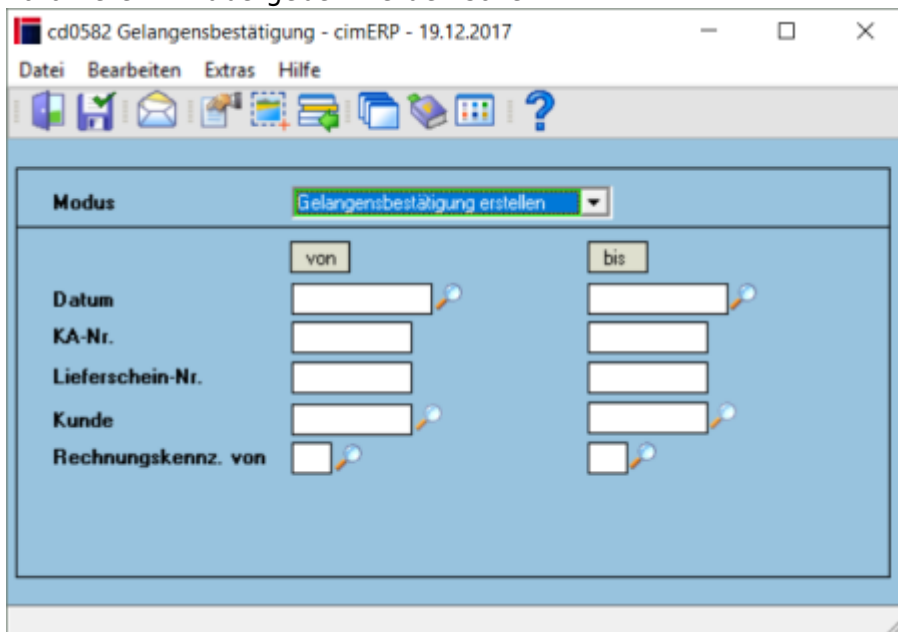 cd0582 Gelangensbestätigung - cimERP - 19.12.2017
Datei Bearbeiten Extras Hilfe
Modus Gelangensbestätigung erstellen
von bis
Datum
KA-Nr.
Lieferschein-Nr.
Kunde
Rechnungskennz. von